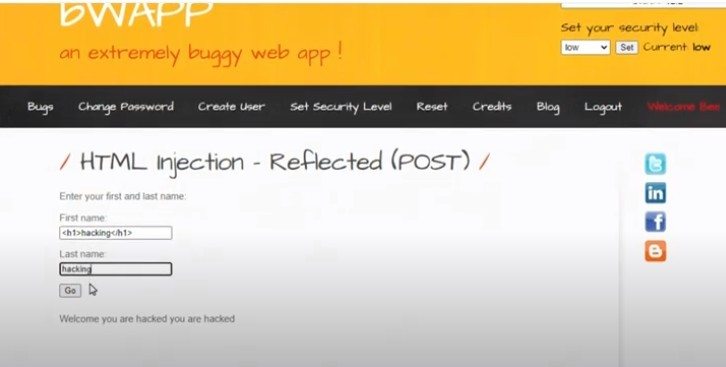 bWAPP
an extremely buggy web app !
Set your security level:
low Set Current: low
Bugs Change Password Create User Set Security Level Reset Credits Blog Logout Welcome Bee
/ HTML Injection - Reflected (POST) /
Enter your first and last name:
First name:
<h1>hacking</h1>
Last name:
hacking
Go
Welcome you are hacked you are hacked